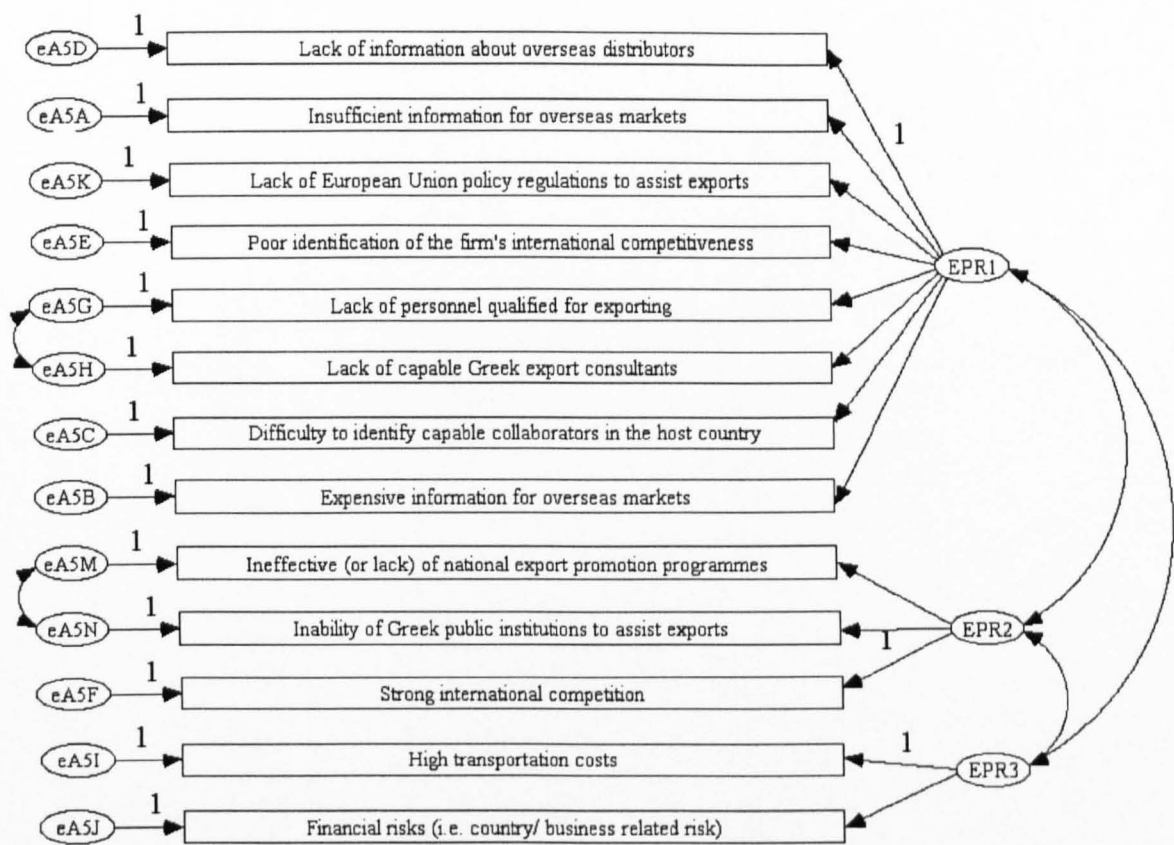 1
eA5D
Lack of information about overseas distributors
1
eA5A
Insufficient information for overseas markets
1
1
eA5K
Lack of European Union policy regulations to assist exports
1
eA5E
Poor identification of the firm's international competitiveness
EPR1
1
eA5G
Lack of personnel qualified for exporting
1
eA5H
Lack of capable Greek export consultants
1
eA5C
Difficulty to identify capable collaborators in the host country
1
eA5B
Expensive information for overseas markets
1
eA5M
Ineffective (or lack) of national export promotion programmes
1
eA5N
Inability of Greek public institutions to assist exports
1
EPR2
1
eA5F
Strong international competition
1
eA5I
High transportation costs
1
EPR3
1
eA5J
Financial risks (i.e. country/ business related risk)